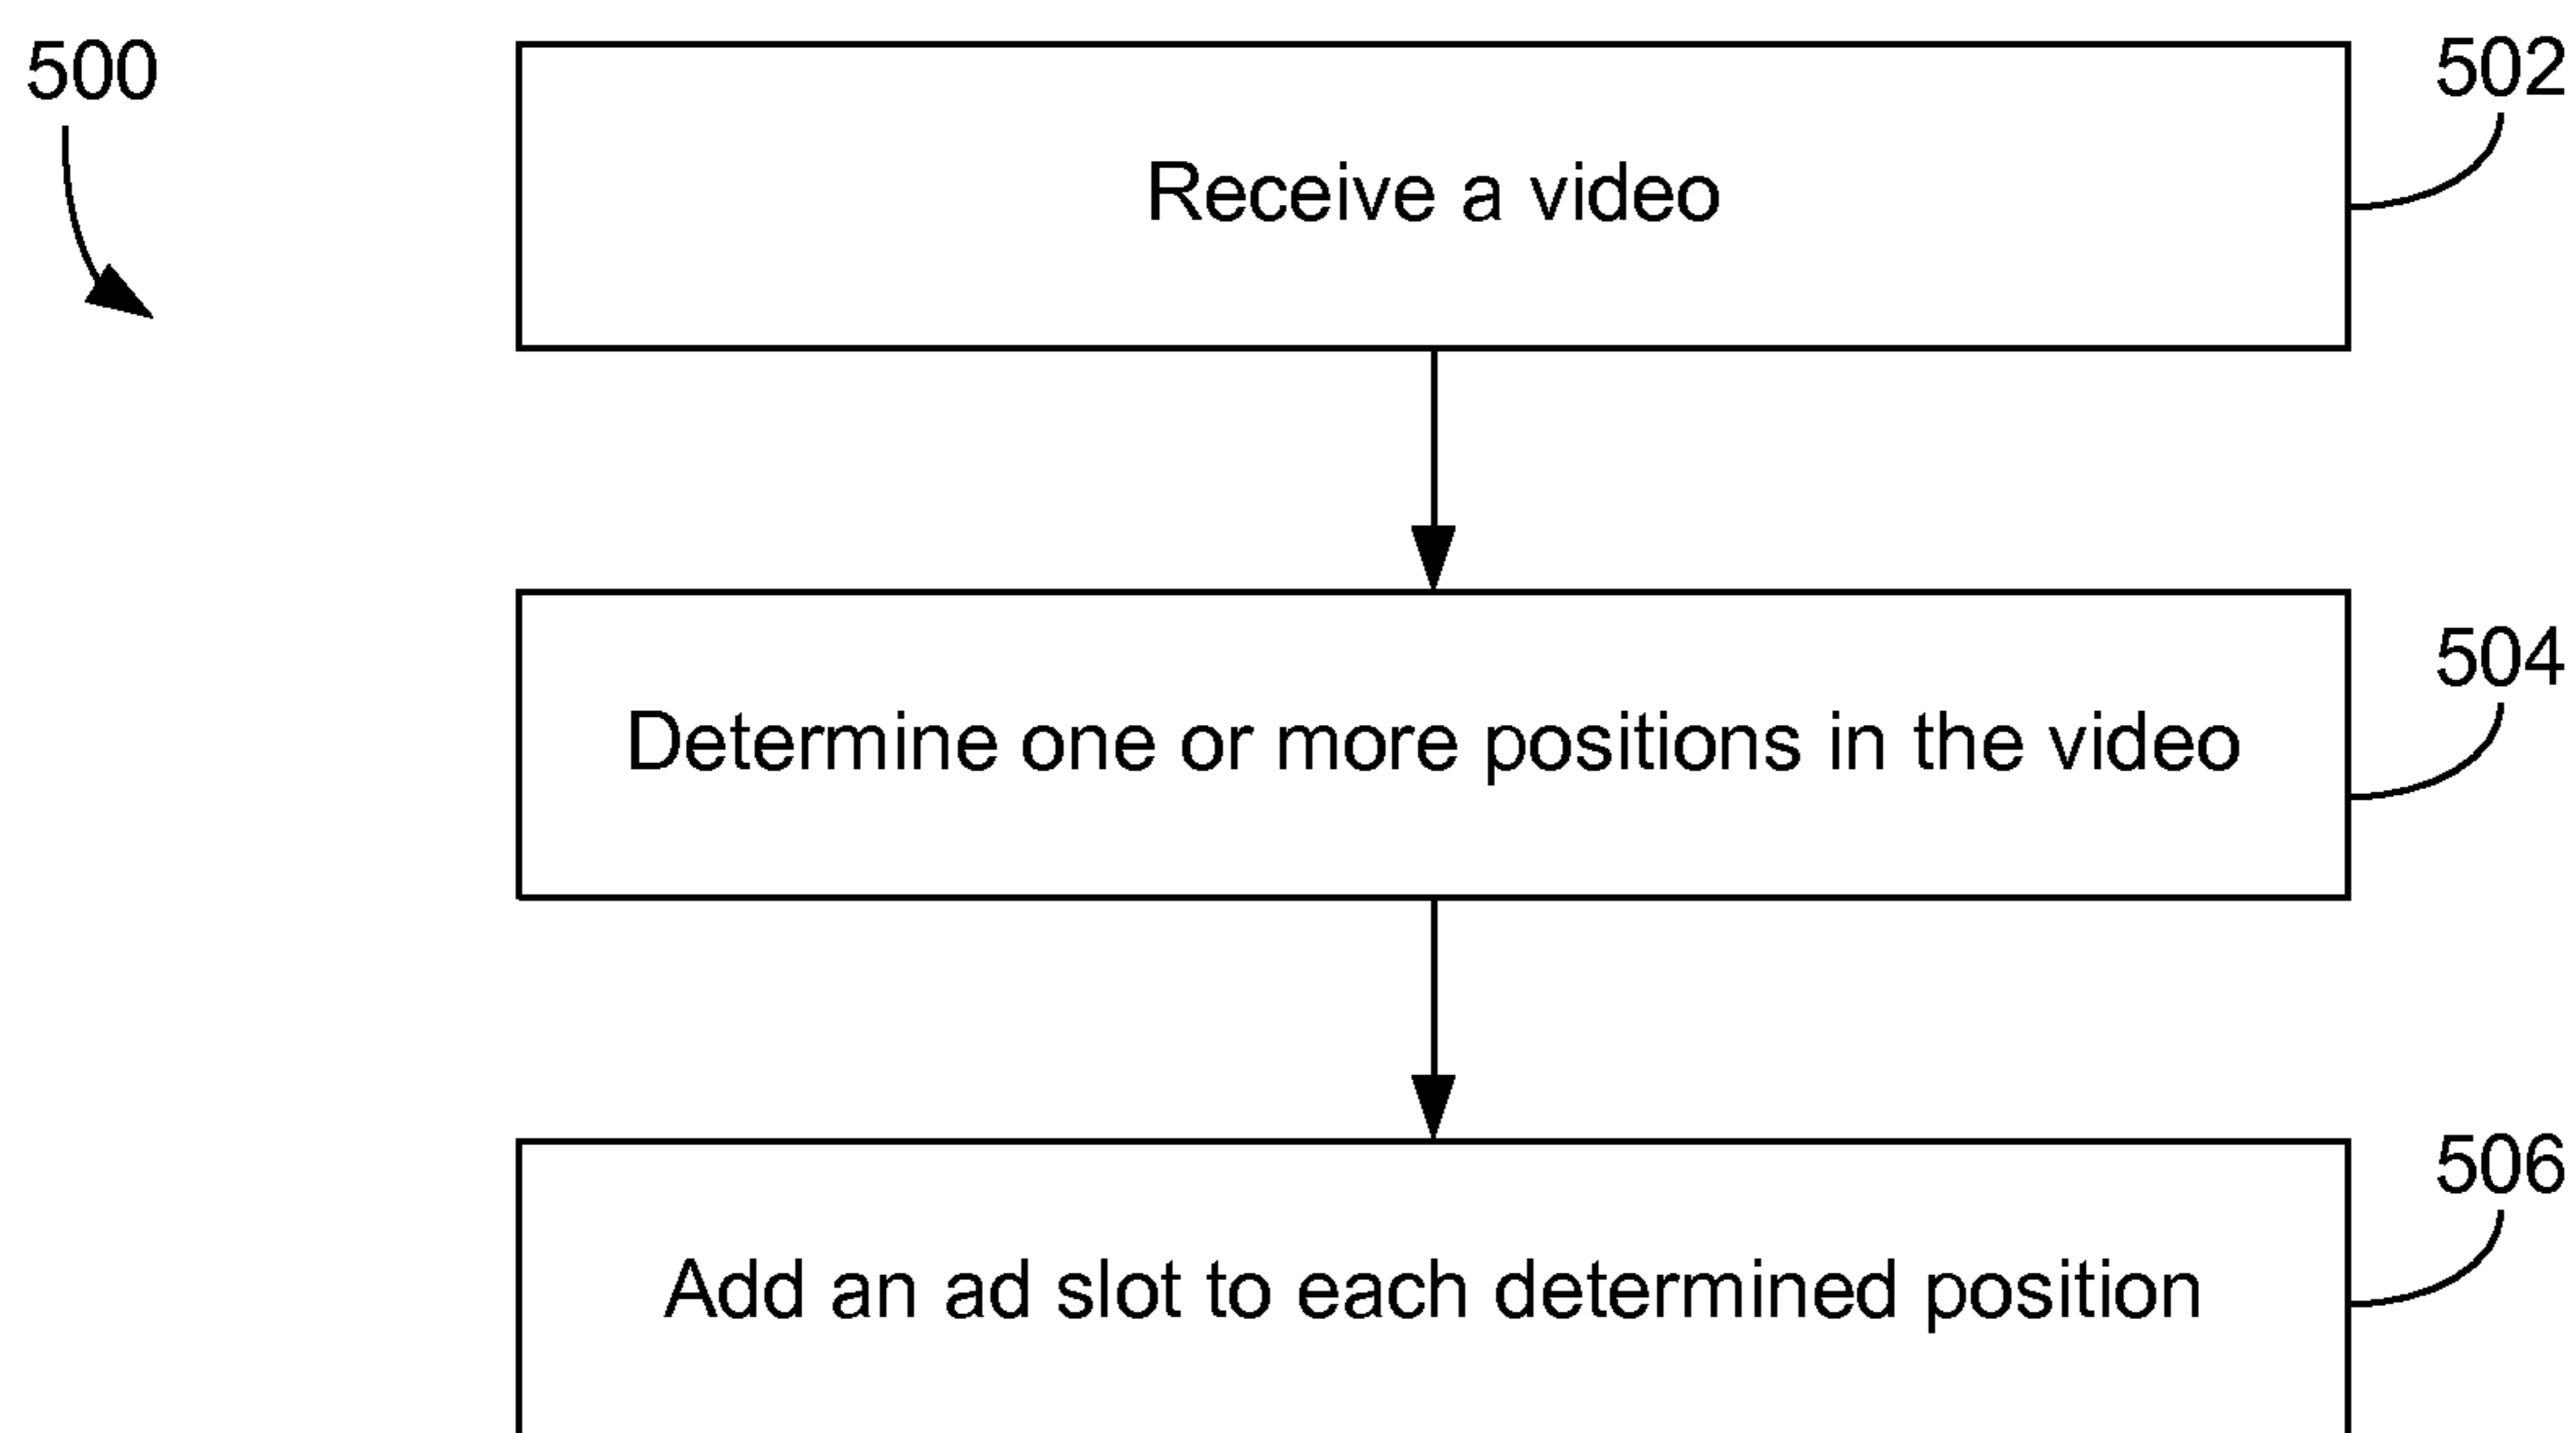 500
502
Receive a video
504
Determine one or more positions in the video
506
Add an ad slot to each determined position